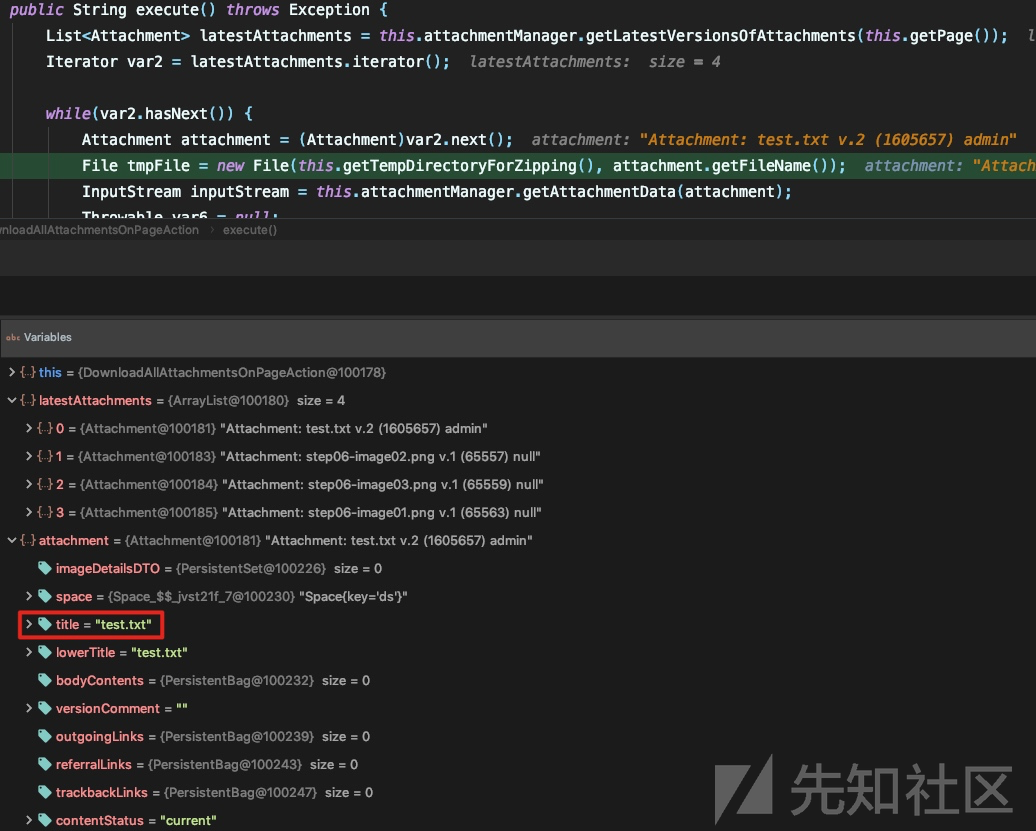 public String execute() throws Exception {
List<Attachment> latestAttachments = this.attachmentManager.getLatestVersionsOfAttachments(this.getPage());
Iterator var2 = latestAttachments.iterator(); latestAttachments: size = 4
while(var2.hasNext()) {
Attachment attachment = (Attachment)var2.next(); attachment: "Attachment: test.txt v.2 (1605657) admin"
File tmpFile = new File(this.getTempDirectoryForZipping(), attachment.getFileName()); attachment: "Attach
InputStream inputStream = this.attachmentManager.getAttachmentData(attachment);
Throwable var6 = null;
wnloadAllAttachmentsOnPageAction › execute()
abc Variables
{..} this = {DownloadAllAttachmentsOnPageAction@100178}
{..} latestAttachments = {ArrayList@100180} size = 4
{..} 0 = {Attachment@100181} "Attachment: test.txt v.2 (1605657) admin"
{..} 1 = {Attachment@100183} "Attachment: step06-image02.png v.1 (65557) null"
{..} 2 = {Attachment@100184} "Attachment: step06-image03.png v.1 (65559) null"
{..} 3 = {Attachment@100185} "Attachment: step06-image01.png v.1 (65563) null"
{..} attachment = {Attachment@100181} "Attachment: test.txt v.2 (1605657) admin"
imageDetailsDTO = {PersistentSet@100226} size = 0
space = {Space_$$_jvst21f_7@100230} "Space{key='ds'}"
title = "test.txt"
lowerTitle = "test.txt"
bodyContents = {PersistentBag@100232} size = 0
versionComment = ""
outgoingLinks = {PersistentBag@100239} size = 0
referralLinks = {PersistentBag@100243} size = 0
trackbackLinks = {PersistentBag@100247} size = 0
contentStatus = "current"
先知社区